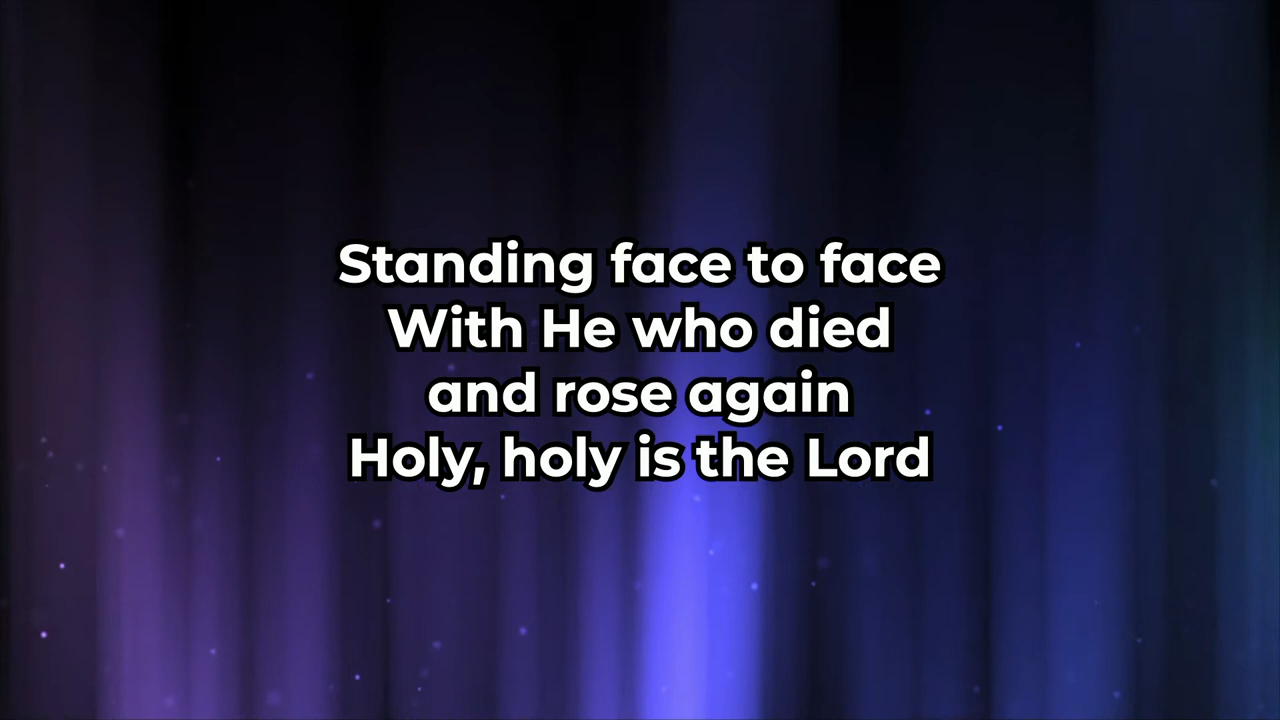 Standing face to face
With He who died
and rose again
Holy, holy is the Lord